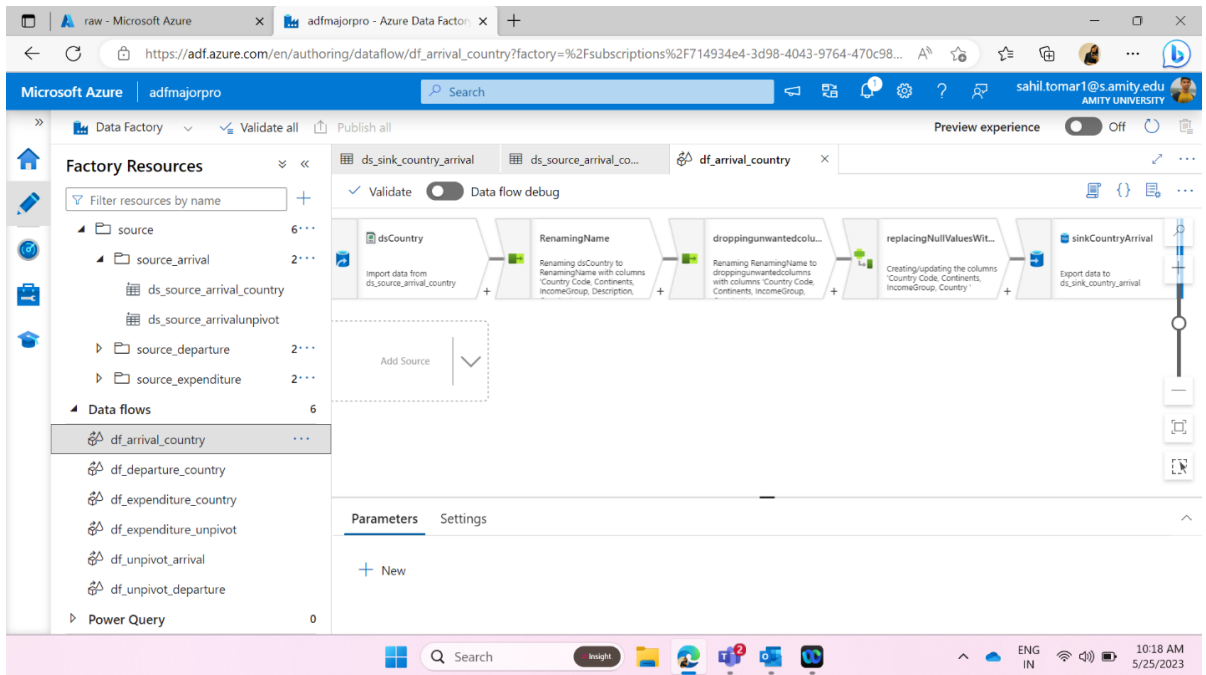 raw - Microsoft Azure
adfmajorpro - Azure Data Factory
https://adf.azure.com/en/authoring/dataflow/df_arrival_country?factory=%2Fsubscriptions%2F714934e4-3d98-4043-9764-470c98...
Microsoft Azure
adfmajorpro
Search
1
sahil.tomar1@s.amity.edu
AMITY UNIVERSITY
Data Factory
Validate all
Publish all
Preview experience
Off
Factory Resources
Filter resources by name
source 6
source_arrival 2
ds_source_arrival_country
ds_source_arrivalunpivot
source_departure 2
source_expenditure 2
Data flows 6
df_arrival_country
df_departure_country
df_expenditure_country
df_expenditure_unpivot
df_unpivot_arrival
df_unpivot_departure
Power Query 0
ds_sink_country_arrival
ds_source_arrival_co...
df_arrival_country
Validate
Data flow debug
dsCountry
Import data from
ds_source_arrival_country
RenamingName
Renaming dsCountry to
RenamingName with columns
'Country Code, Continents,
IncomeGroup, Description,
droppingunwantedcolu...
Renaming RenamingName to
droppingunwantedcolumns
with columns 'Country Code,
Continents, IncomeGroup,
replacingNullValuesWit...
Creating/updating the columns
'Country Code, Continents,
IncomeGroup, Country '
sinkCountryArrival
Export data to
ds_sink_country_arrival
Add Source
Parameters
Settings
New
Search
Insight
2
ENG
IN
10:18 AM
5/25/2023